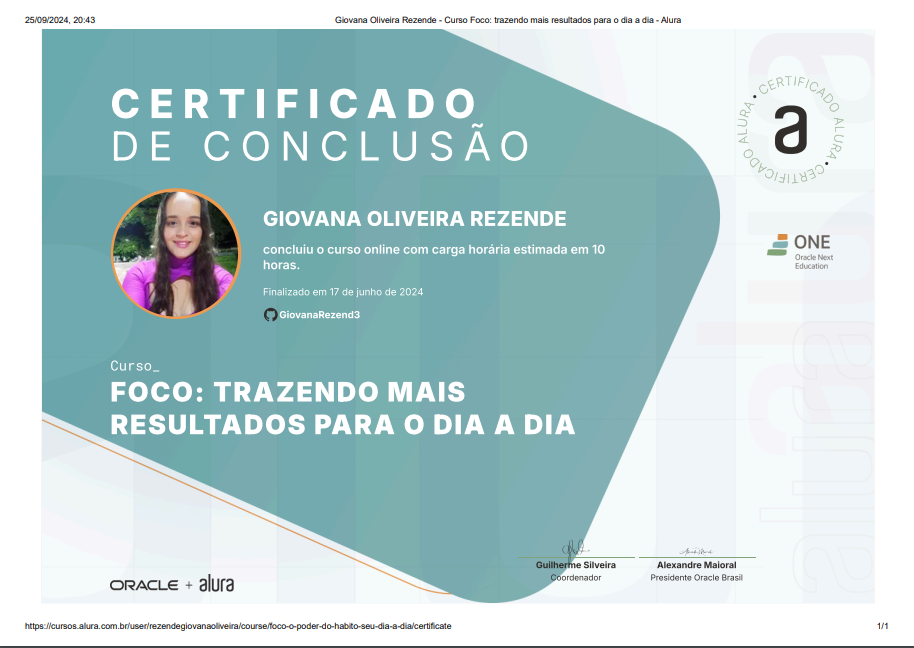 25/09/2024, 20:43
Giovana Oliveira Rezende - Curso Foco: trazendo mais resultados para o dia a dia - Alura
CERTIFICADO
DE CONCLUSÃO
CERTIFICADO ALURA • CERTIFICADO ALURA •
a
GIOVANA OLIVEIRA REZENDE
concluiu o curso online com carga horária estimada em 10
horas.
Finalizado em 17 de junho de 2024
GiovanaRezend3
ONE
Oracle Next
Education
Curso_
FOCO: TRAZENDO MAIS
RESULTADOS PARA O DIA A DIA
alura
alura
ORACLE + alura
Guilherme Silveira
Coordenador
Alexandre Maioral
Presidente Oracle Brasil
https://cursos.alura.com.br/user/rezendegiovanaoliveira/course/foco-o-poder-do-habito-seu-dia-a-dia/certificate
1/1